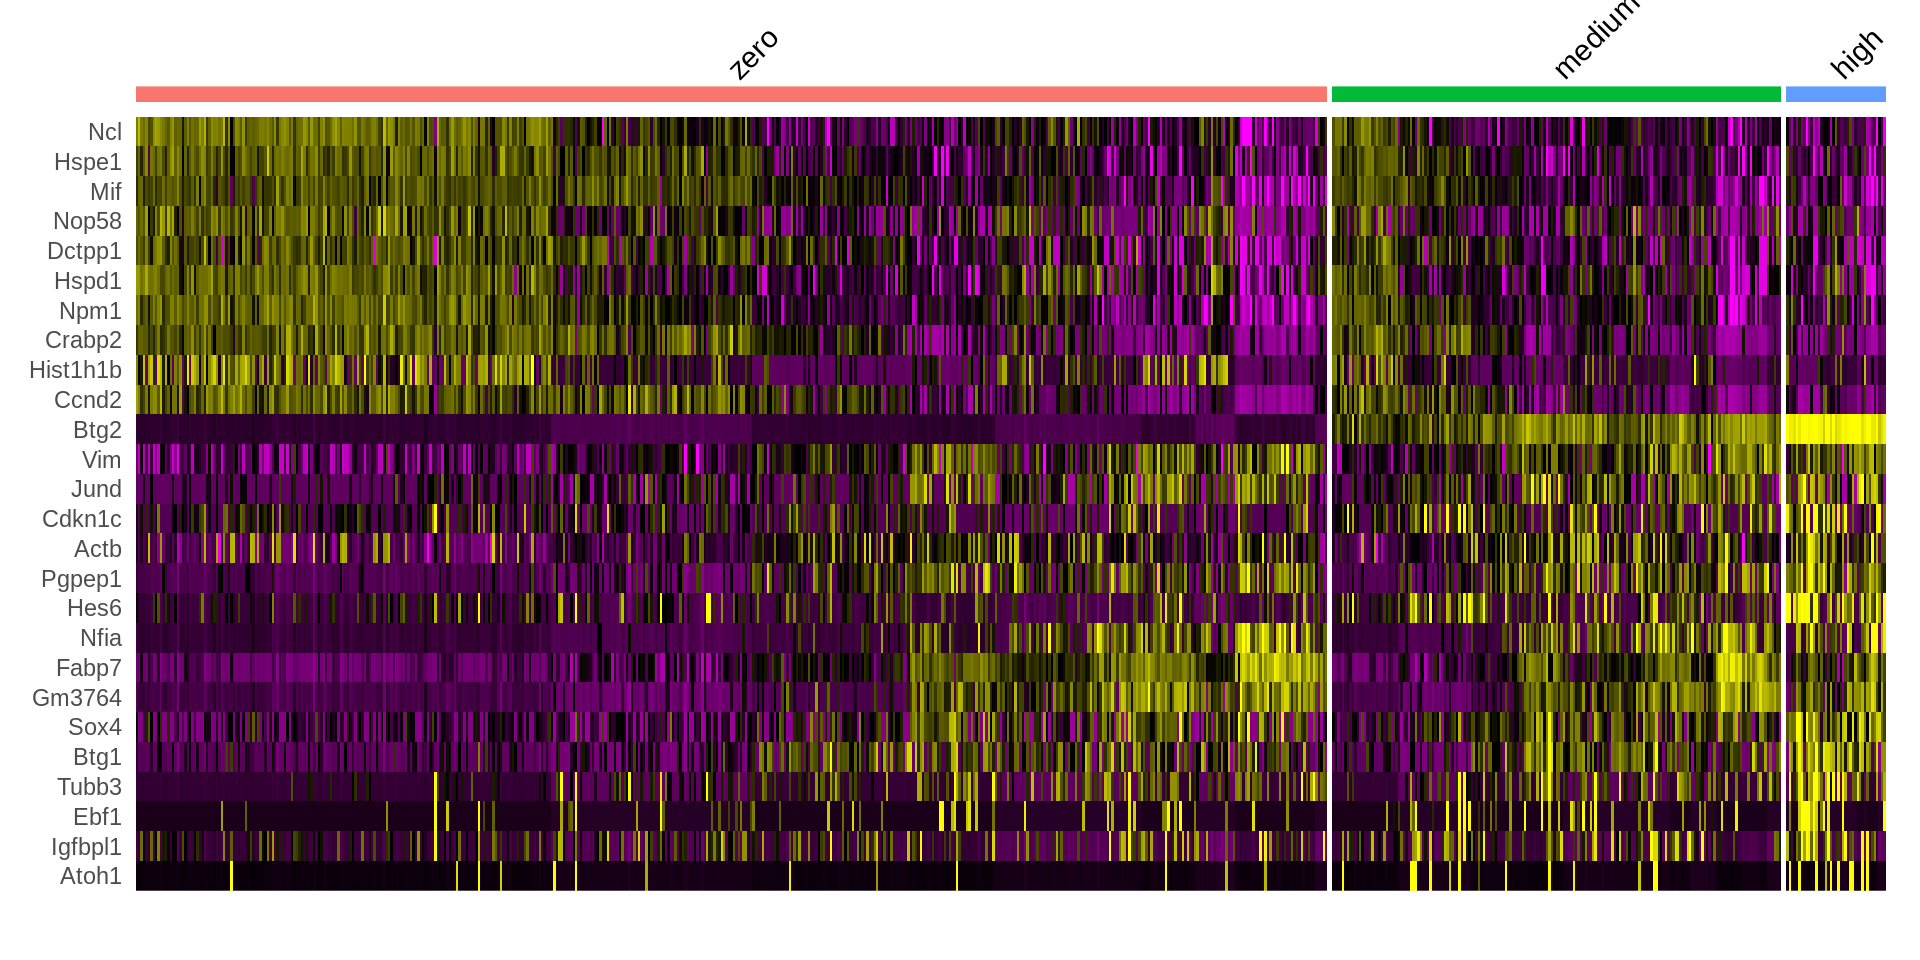 zero
medium
high
Ncl
Hspe1
Mif
Nop58
Dctpp1
Hspd1
Npm1
Crabp2
Hist1h1b
Ccnd2
Btg2
Vim
Jund
Cdkn1c
Actb
Pgpep1
Hes6
Nfia
Fabp7
Gm3764
Sox4
Btg1
Tubb3
Ebf1
Igfbpl1
Atoh1